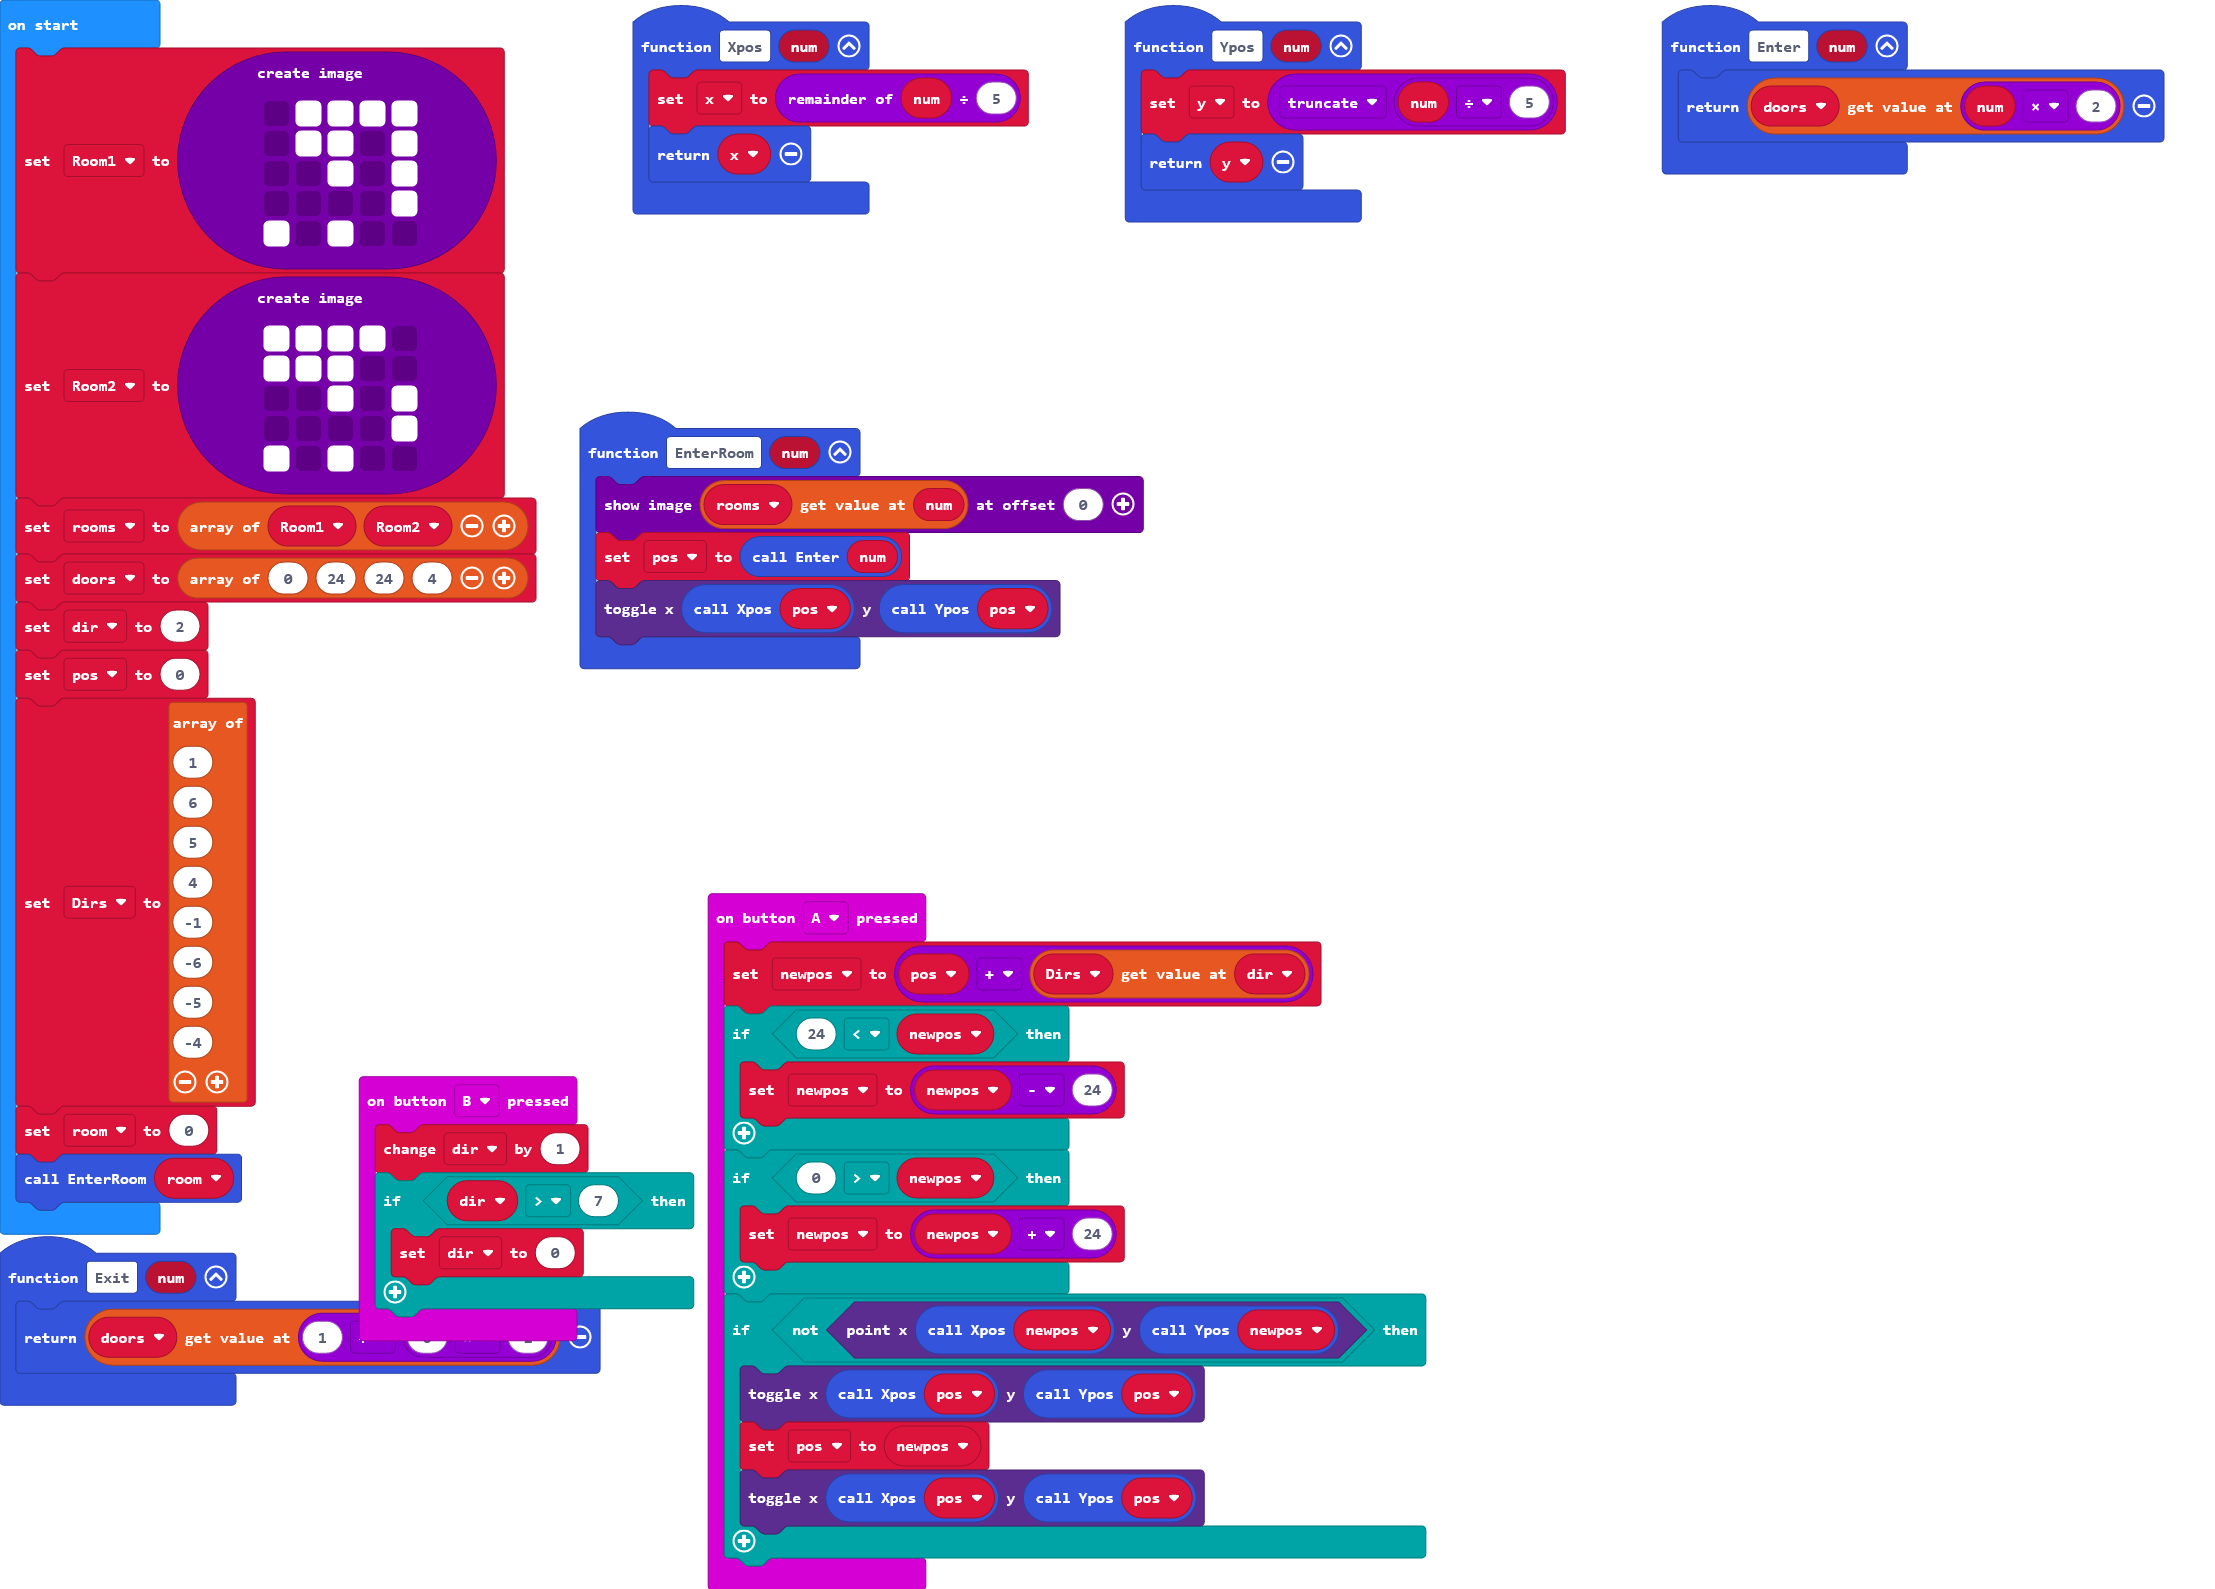 on start
create image
set Room1 to
create image
set Room2 to
set rooms to array of Room1 Room2
set doors to array of 0 24 24 4
set dir to 2
set pos to 0
array of
1
6
5
4
set Dirs to
-1
-6
-5
-4
set room to 0
call EnterRoom room
function Exit num
return doors get value at 1
function Xpos num
set x to remainder of num ÷ 5
return x
function Ypos num
set y to truncate num ÷ 5
return y
function Enter num
return doors get value at num × 2
function EnterRoom num
show image rooms get value at num at offset 0
set pos to call Enter num
toggle x call Xpos pos y call Ypos pos
on button B pressed
change dir by 1
if dir > 7 then
set dir to 0
on button A pressed
set newpos to pos + Dirs get value at dir
if 24 < newpos then
set newpos to newpos - 24
if 0 > newpos then
set newpos to newpos + 24
if not point x call Xpos newpos y call Ypos newpos then
toggle x call Xpos pos y call Ypos pos
set pos to newpos
toggle x call Xpos pos y call Ypos pos